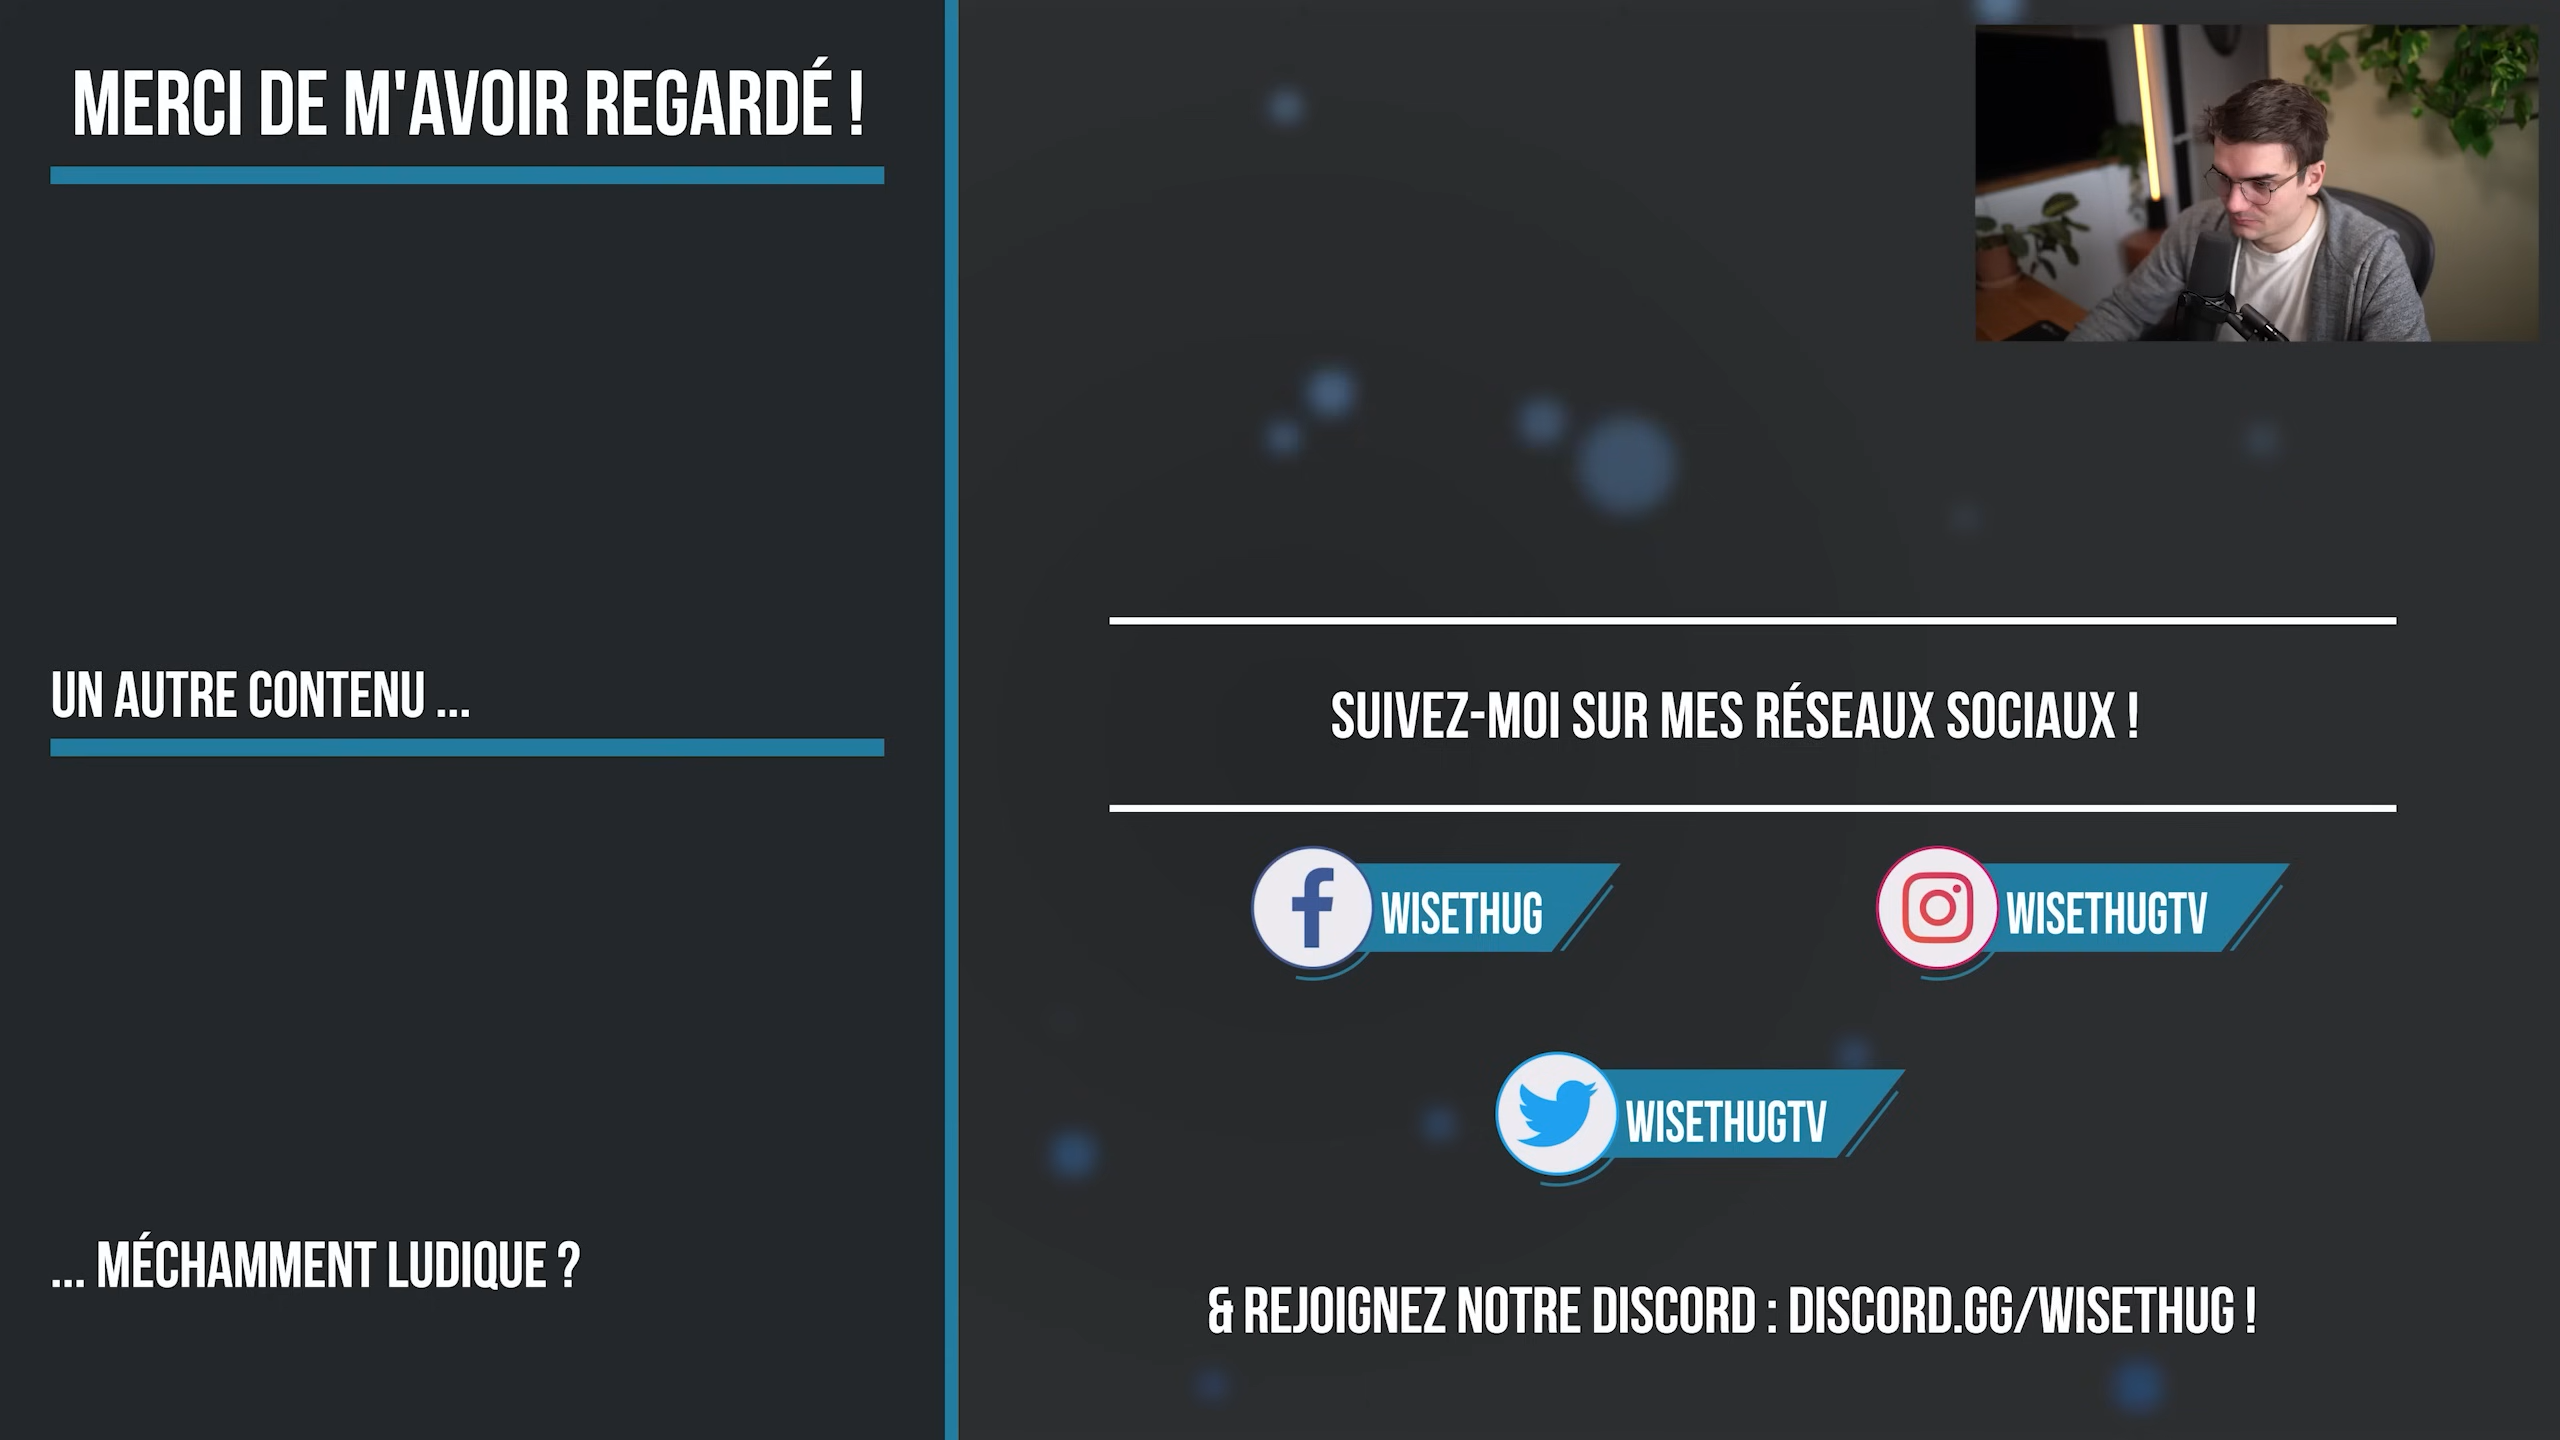 MERCI DE M'AVOIR REGARDÉ !
UN AUTRE CONTENU ...
... MÉCHAMMENT LUDIQUE ?
SUIVEZ-MOI SUR MES RÉSEAUX SOCIAUX !
WISETHUG
WISETHUGTV
WISETHUGTV
& REJOIGNEZ NOTRE DISCORD : DISCORD.GG/WISETHUG !